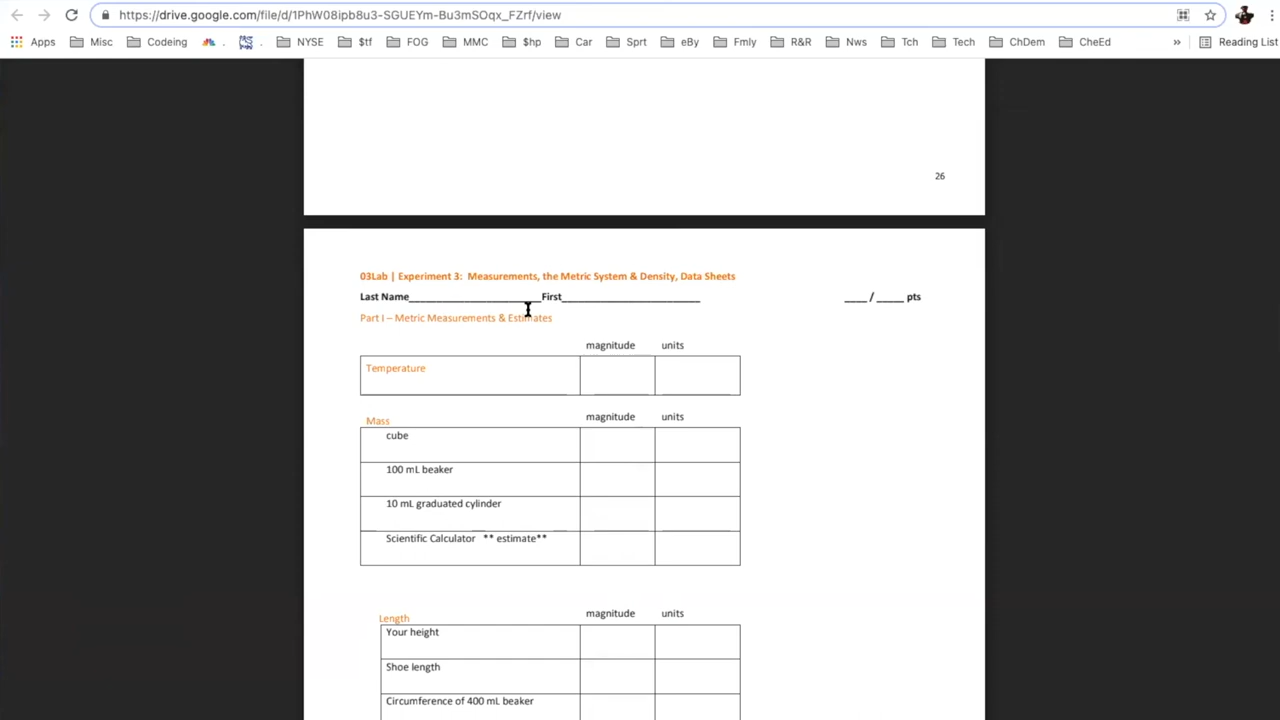 https://drive.google.com/file/d/1PhW08ipb8u3-SGUEYm-Bu3mSOqx_FZrf/view
Apps Misc Codeing . . NYSE $tf FOG MMC $hp Car Sprt eBy Fmly R&R Nws Tch Tech ChDem CheEd » Reading List
26
03Lab | Experiment 3: Measurements, the Metric System & Density, Data Sheets
Last Name_______________________First________________________ ____ / _____ pts
Part I – Metric Measurements & Estimates
magnitude units
Temperature
Mass magnitude units
cube
100 mL beaker
10 mL graduated cylinder
Scientific Calculator ** estimate**
Length magnitude units
Your height
Shoe length
Circumference of 400 mL beaker